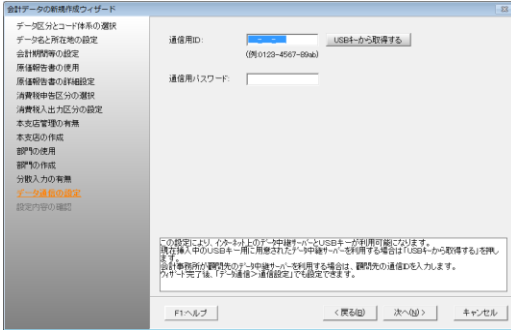 会計データの新規作成ウィザード
データ区分とコード体系の選択
データ名と所在地の設定
会計期間等の設定
原価報告書の使用
原価報告書の詳細設定
消費税申告区分の選択
消費税入出力区分の設定
本支店管理の有無
本支店の作成
部門の使用
部門の作成
分散入力の有無
データ通信の設定
設定内容の確認
通信用ID:
USBキーから取得する
(例:0123-4567-89ab)
通信用パスワード:
この設定により、インターネット上のデータ中継サーバーとUSBキーが利用可能になります。
現在挿入中のUSBキー用に用意されたデータ中継サーバーを利用する場合は「USBキーから取得する」を押し
ます。
会計事務所が顧問先のデータ中継サーバーを利用する場合は、顧問先の通信IDを入力します。
ウィザード完了後、「データ通信>通信設定」でも設定できます。
F1:ヘルプ
< 戻る(B)
次へ(N) >
キャンセル